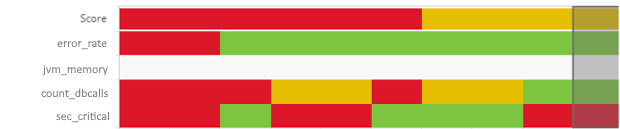 Score
error_rate
jvm_memory
count_dbcalls
sec_critical